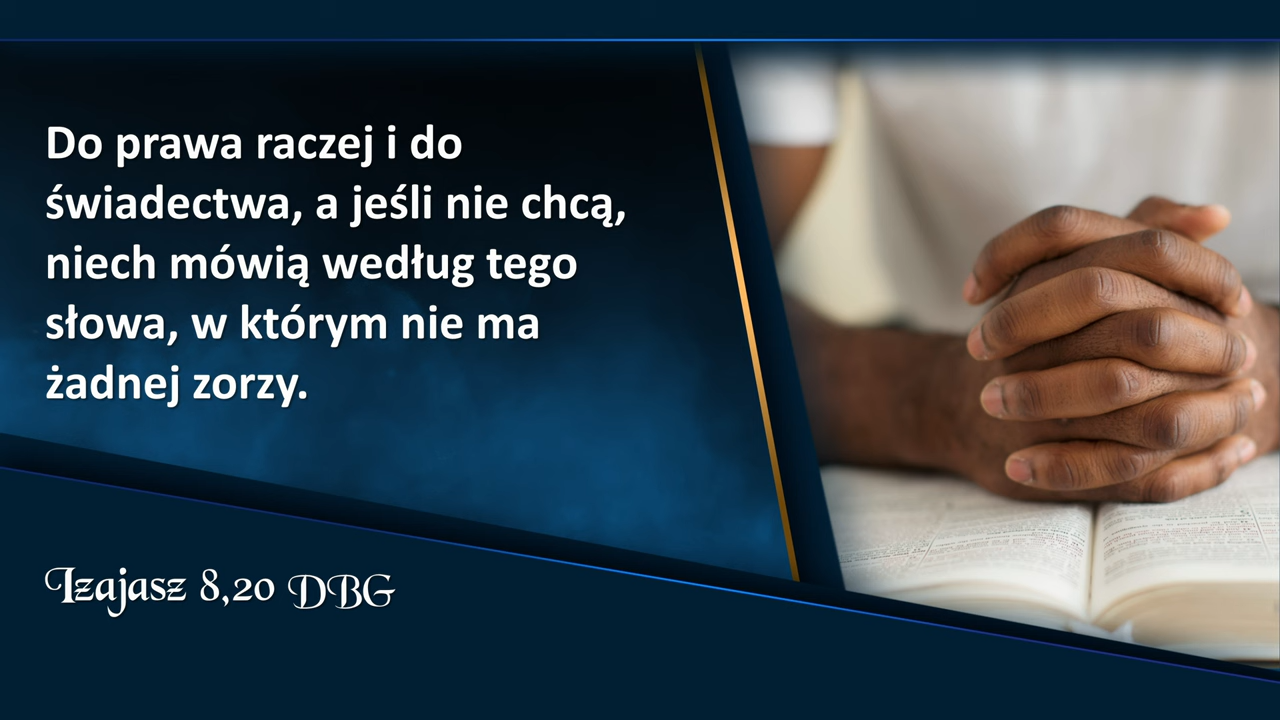 Do prawa raczej i do
świadectwa, a jeśli nie chcą,
niech mówią według tego
słowa, w którym nie ma
żadnej zorzy.
Izajasz 8,20 DBG